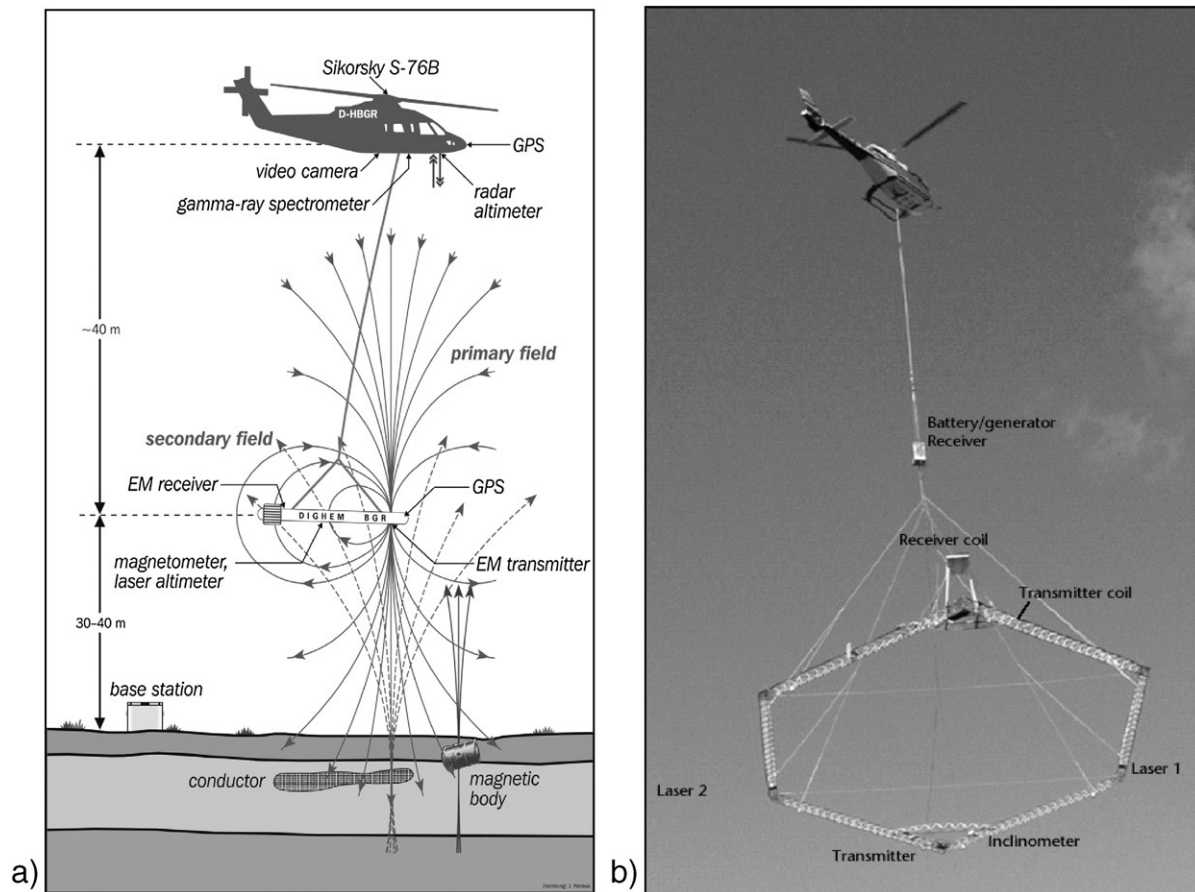 Sikorsky S-76B
D-HBGR
GPS
video camera
gamma-ray spectrometer
radar
altimeter
~40 m
primary field
secondary field
EM receiver
GPS
DIGHEM BGR
magnetometer,
laser altimeter
EM transmitter
30–40 m
base station
conductor
magnetic
body
a)
Battery/generator
Receiver
Receiver coil
Transmitter coil
Laser 1
Laser 2
Inclinometer
Transmitter
b)